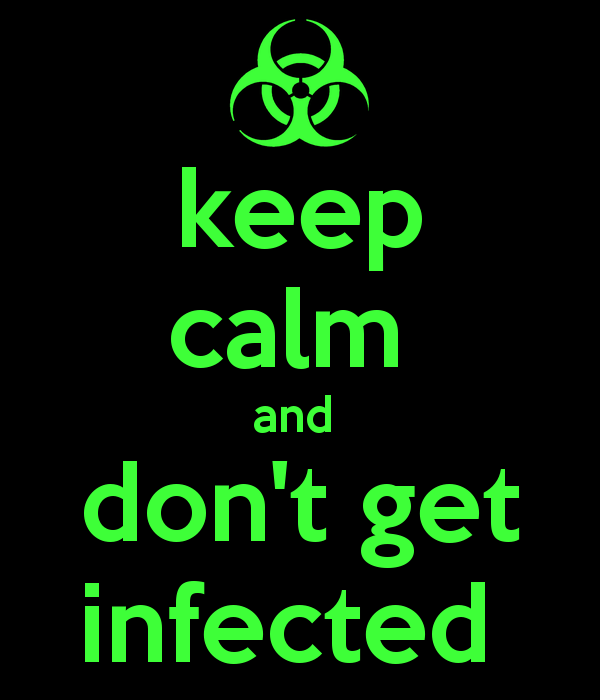 keep
calm
and
don't get
infected